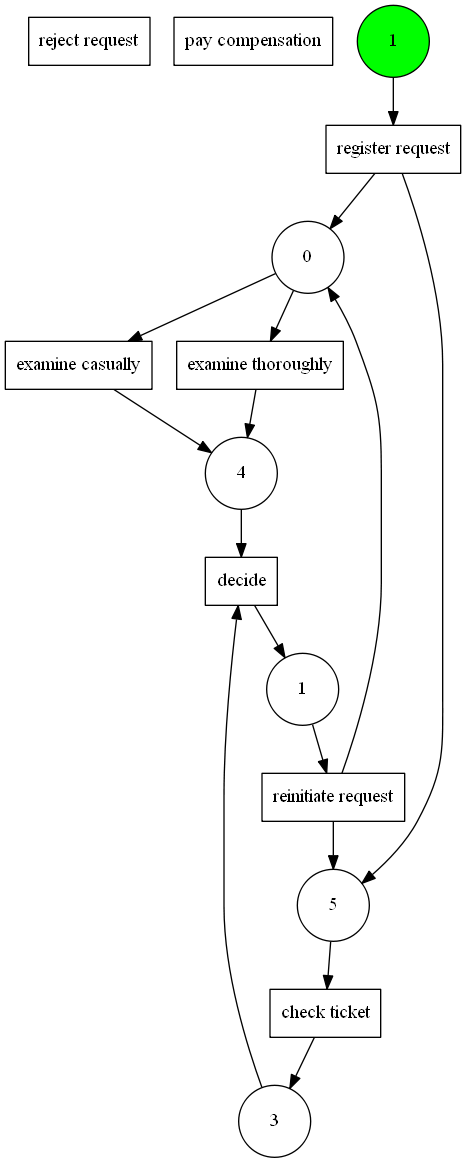 reject request
pay compensation
1
register request
0
examine casually
examine thoroughly
4
decide
1
reinitiate request
5
check ticket
3